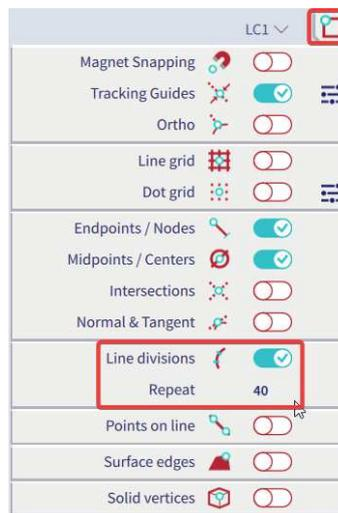 LC1
Magnet Snapping
Tracking Guides
Ortho
Line grid
Dot grid
Endpoints / Nodes
Midpoints / Centers
Intersections
Normal & Tangent
Line divisions
Repeat 40
Points on line
Surface edges
Solid vertices